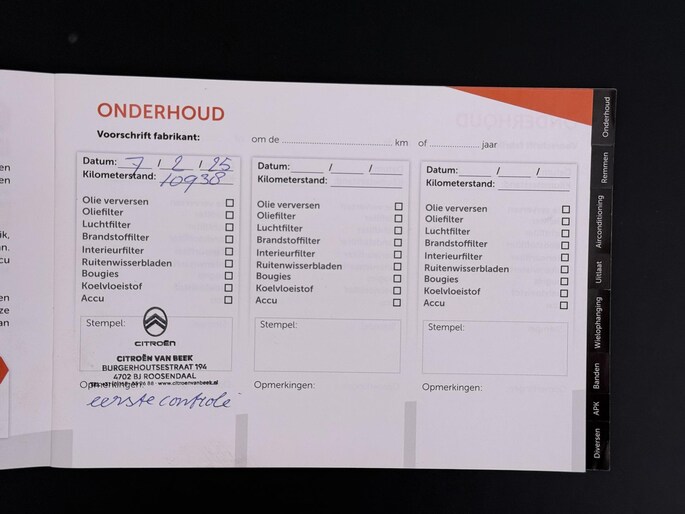 ONDERHOUD
Voorschrift fabrikant: om de ........ km of ........ jaar
Datum: 7 / 2 / 25
Kilometerstand: 10938
Olie verversen
Oliefilter
Luchtfilter
Brandstoffilter
Interieurfilter
Ruitenwisserbladen
Bougies
Koelvloeistof
Accu
Stempel:
CITROËN
CITROËN VAN BEEK
BURGERHOUTSESTRAAT 194
4702 BJ ROOSENDAAL
www.citroenvanbeek.nl
Opmerkingen:
eerste controle
Datum: / /
Kilometerstand:
Olie verversen
Oliefilter
Luchtfilter
Brandstoffilter
Interieurfilter
Ruitenwisserbladen
Bougies
Koelvloeistof
Accu
Stempel:
Opmerkingen:
Datum: / /
Kilometerstand:
Olie verversen
Oliefilter
Luchtfilter
Brandstoffilter
Interieurfilter
Ruitenwisserbladen
Bougies
Koelvloeistof
Accu
Stempel:
Opmerkingen:
Onderhoud
Remmen
Airconditioning
Uitlaat
Wielophanging
Banden
APK
Diversen